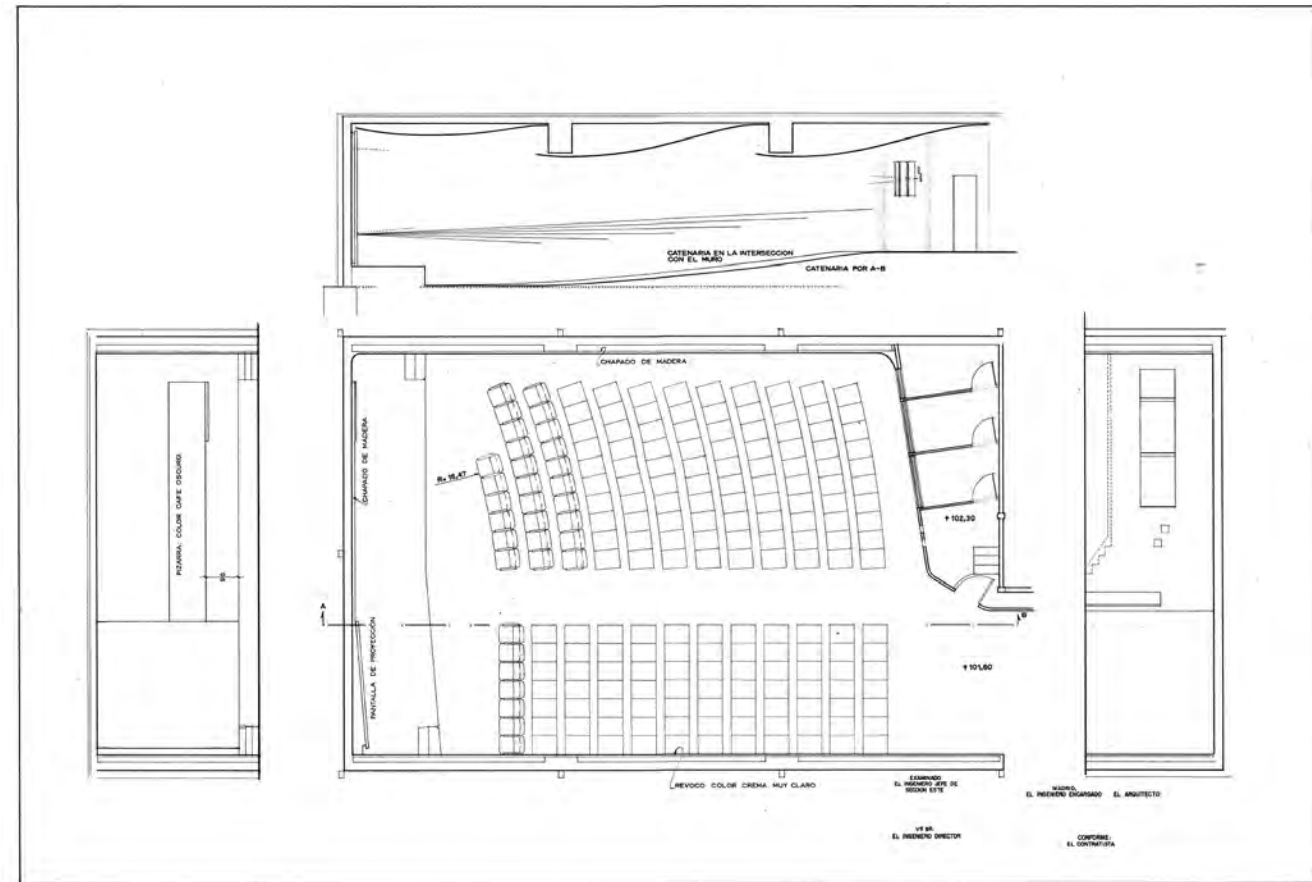 CATENARIA EN LA INTERSECCION
CON EL MURO
CATENARIA POR A-B
CHAPADO DE MADERA
CHAPADO DE MADERA
PIZARRA: COLOR CAFE OSCURO.
R= 16,47
+ 102,30
A
B
PANTALLA DE PROYECCIÓN
+ 101,60
REVOCO COLOR CREMA MUY CLARO
EXAMINADO
EL INGENIERO JEFE DE
SECCION ESTE
MADRID,
EL INGENIERO ENCARGADO EL ARQUITECTO:
Vº Bº
EL INGENIERO DIRECTOR
CONFORME:
EL CONTRATISTA